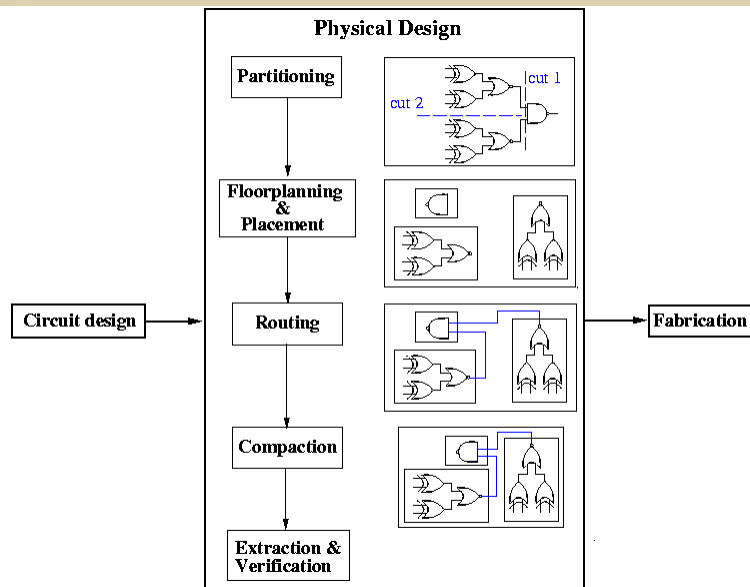 Physical Design
Partitioning
cut 1
cut 2
Floorplanning
&
Placement
Circuit design
Routing
Fabrication
Compaction
Extraction &
Verification